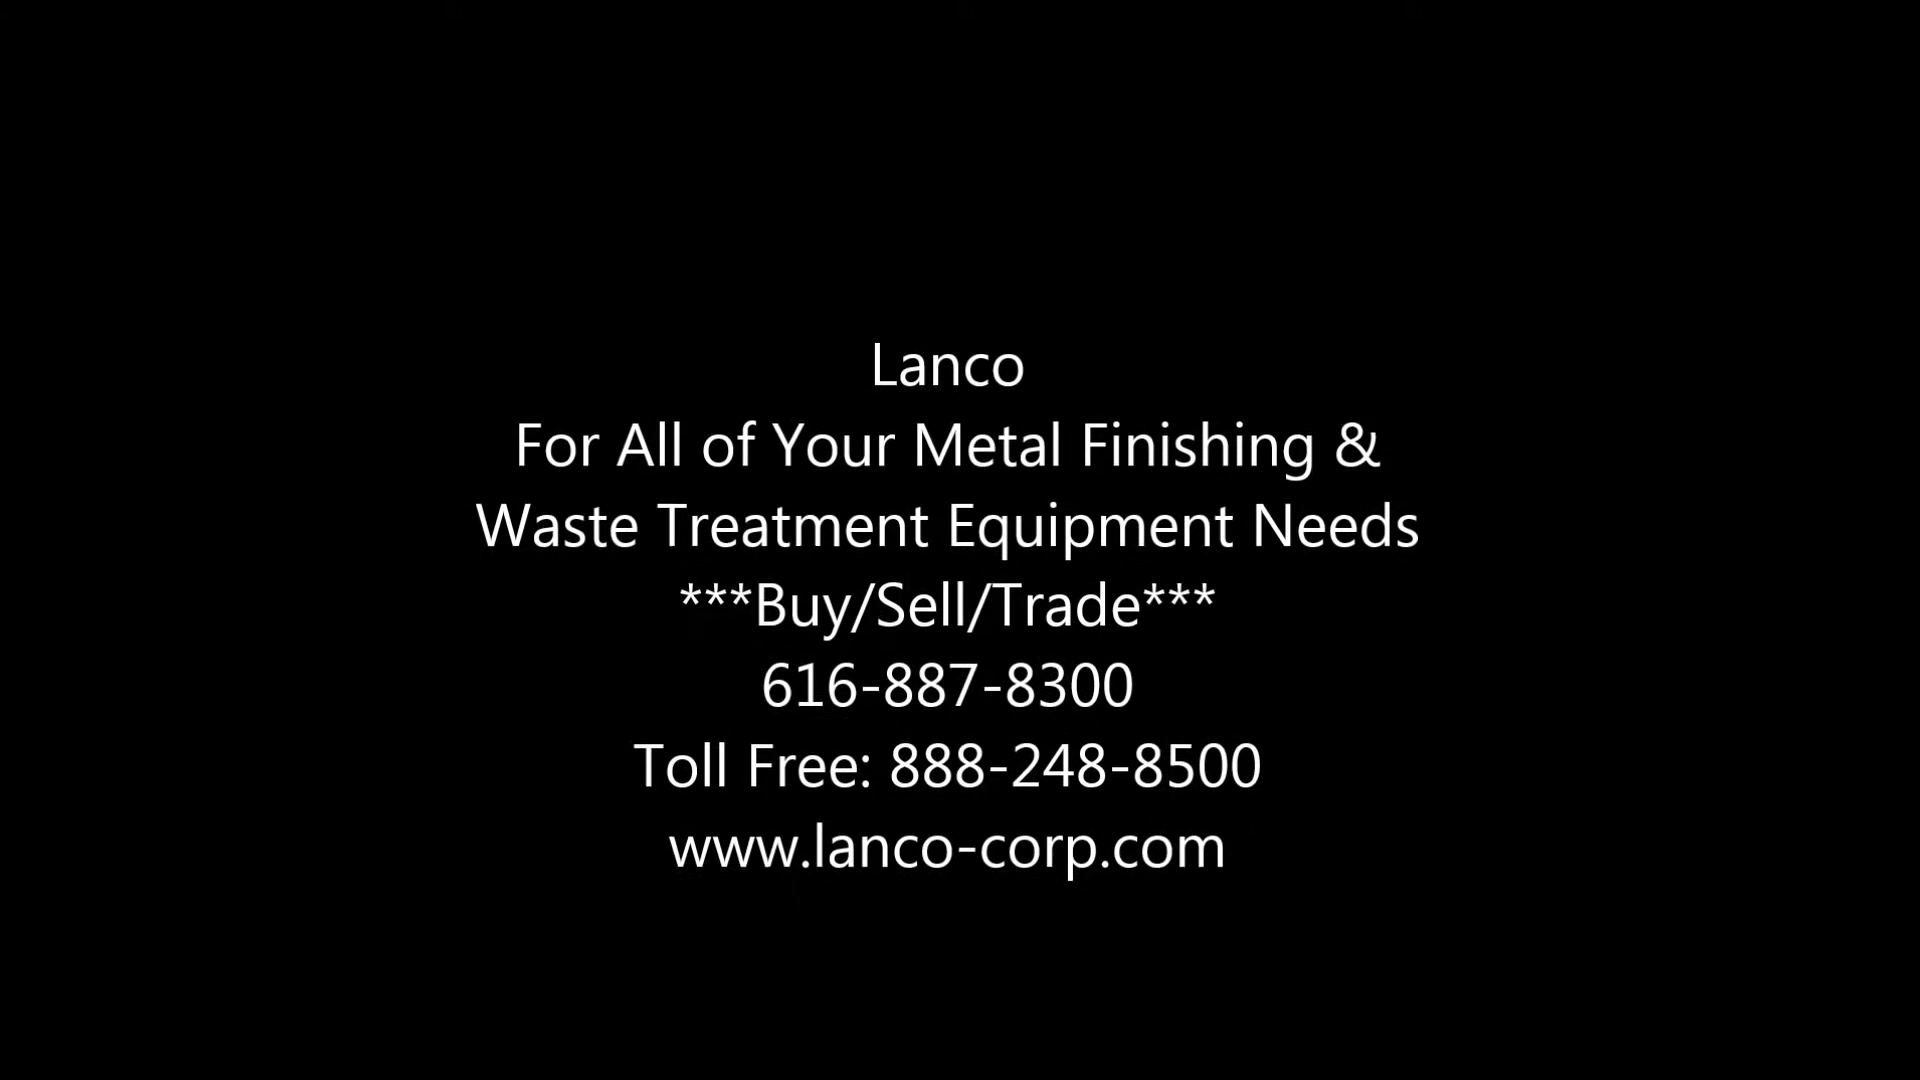 Lanco
For All of Your Metal Finishing &
Waste Treatment Equipment Needs
***Buy/Sell/Trade***
616-887-8300
Toll Free: 888-248-8500
www.lanco-corp.com